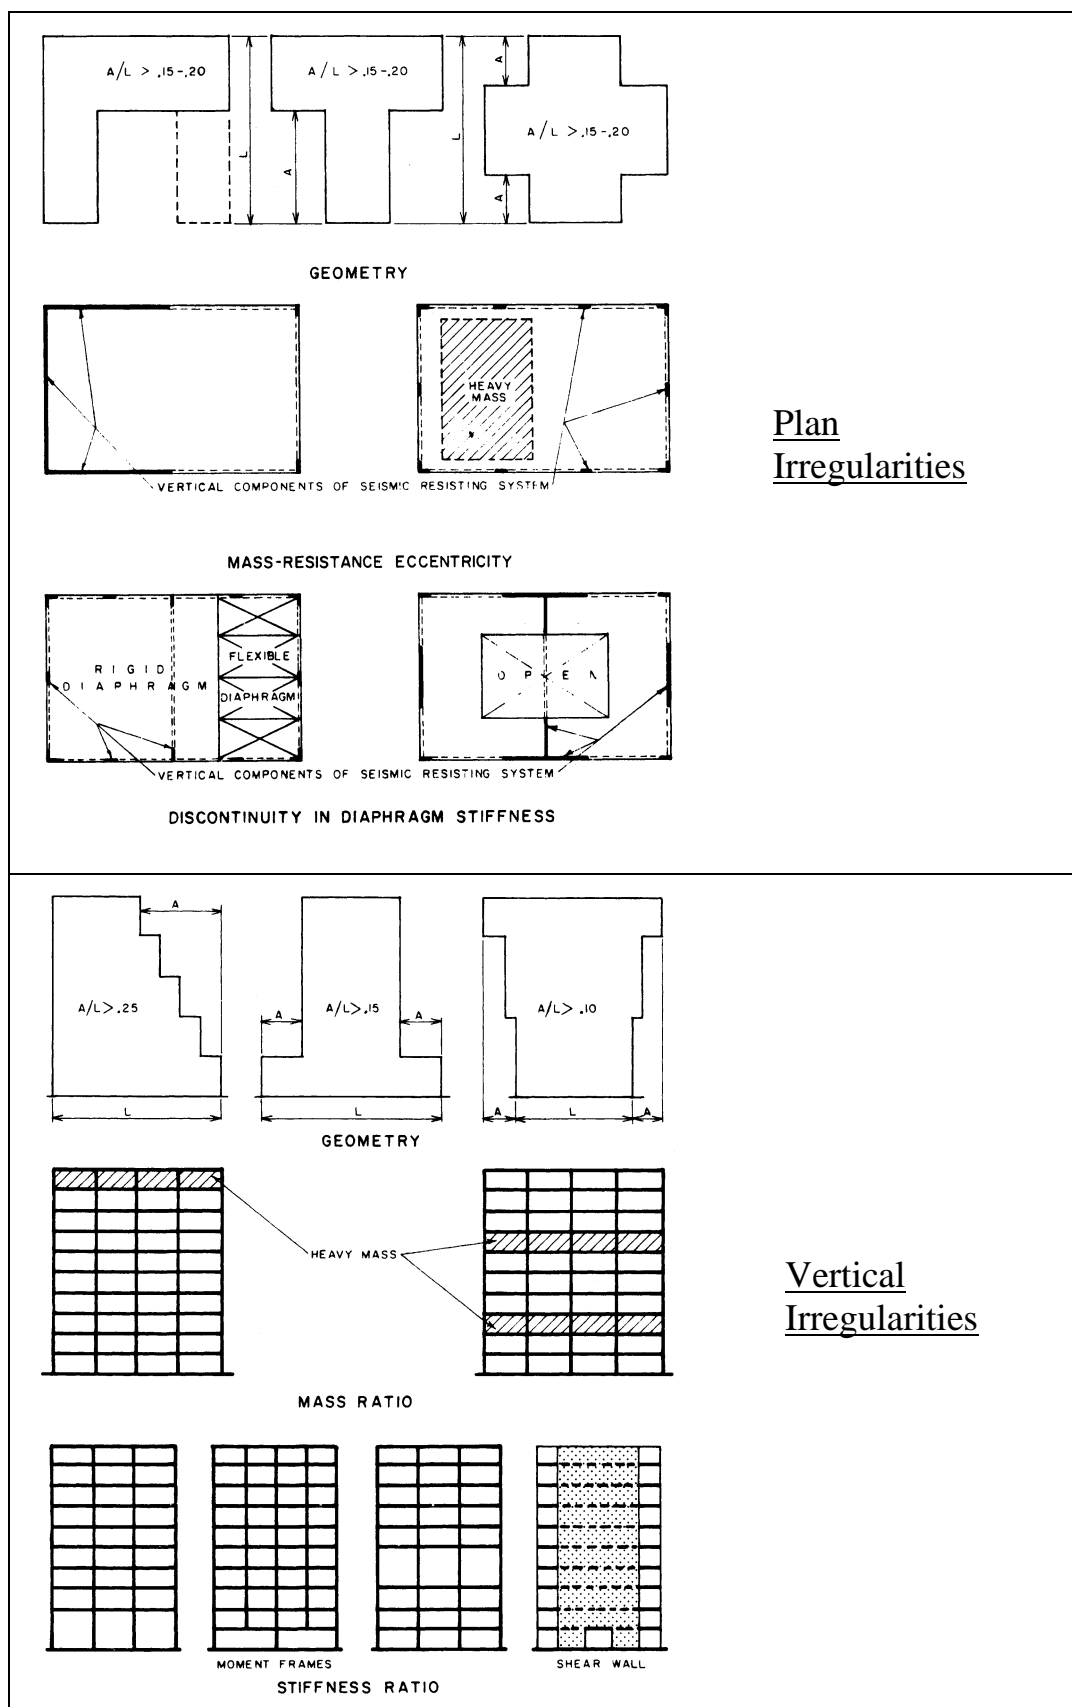 A/L > .15-.20
A/L > .15-.20
A
L
A
L
A/L > .15-.20
A
GEOMETRY
HEAVY
MASS
VERTICAL COMPONENTS OF SEISMIC RESISTING SYSTEM
Plan
Irregularities
MASS-RESISTANCE ECCENTRICITY
RIGID
DIAPHRAGM
FLEXIBLE
DIAPHRAGM
OPEN
VERTICAL COMPONENTS OF SEISMIC RESISTING SYSTEM
DISCONTINUITY IN DIAPHRAGM STIFFNESS
A
A/L > .25
L
A
A/L > .15
A
L
A/L > .10
A
L
A
GEOMETRY
HEAVY MASS
Vertical
Irregularities
MASS RATIO
MOMENT FRAMES
SHEAR WALL
STIFFNESS RATIO